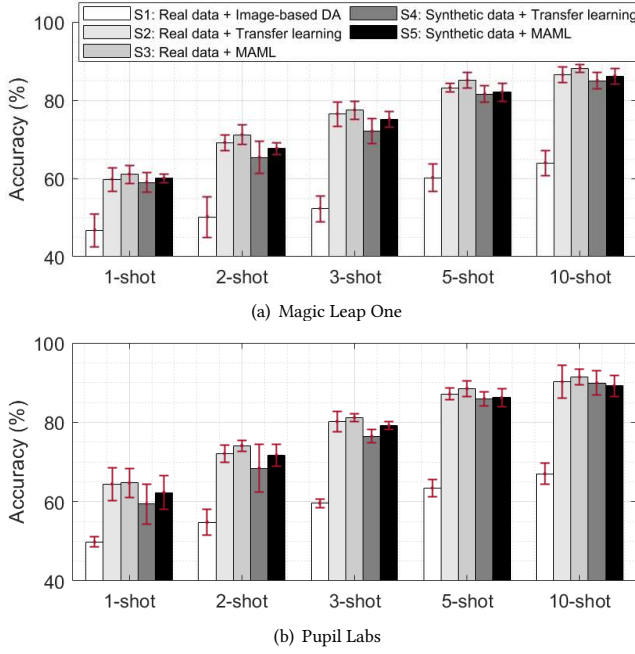 S1: Real data + Image-based DA
S2: Real data + Transfer learning
S3: Real data + MAML
S4: Synthetic data + Transfer learning
S5: Synthetic data + MAML
Accuracy (%)
100
80
60
40
1-shot 2-shot 3-shot 5-shot 10-shot
(a) Magic Leap One
Accuracy (%)
100
80
60
40
1-shot 2-shot 3-shot 5-shot 10-shot
(b) Pupil Labs